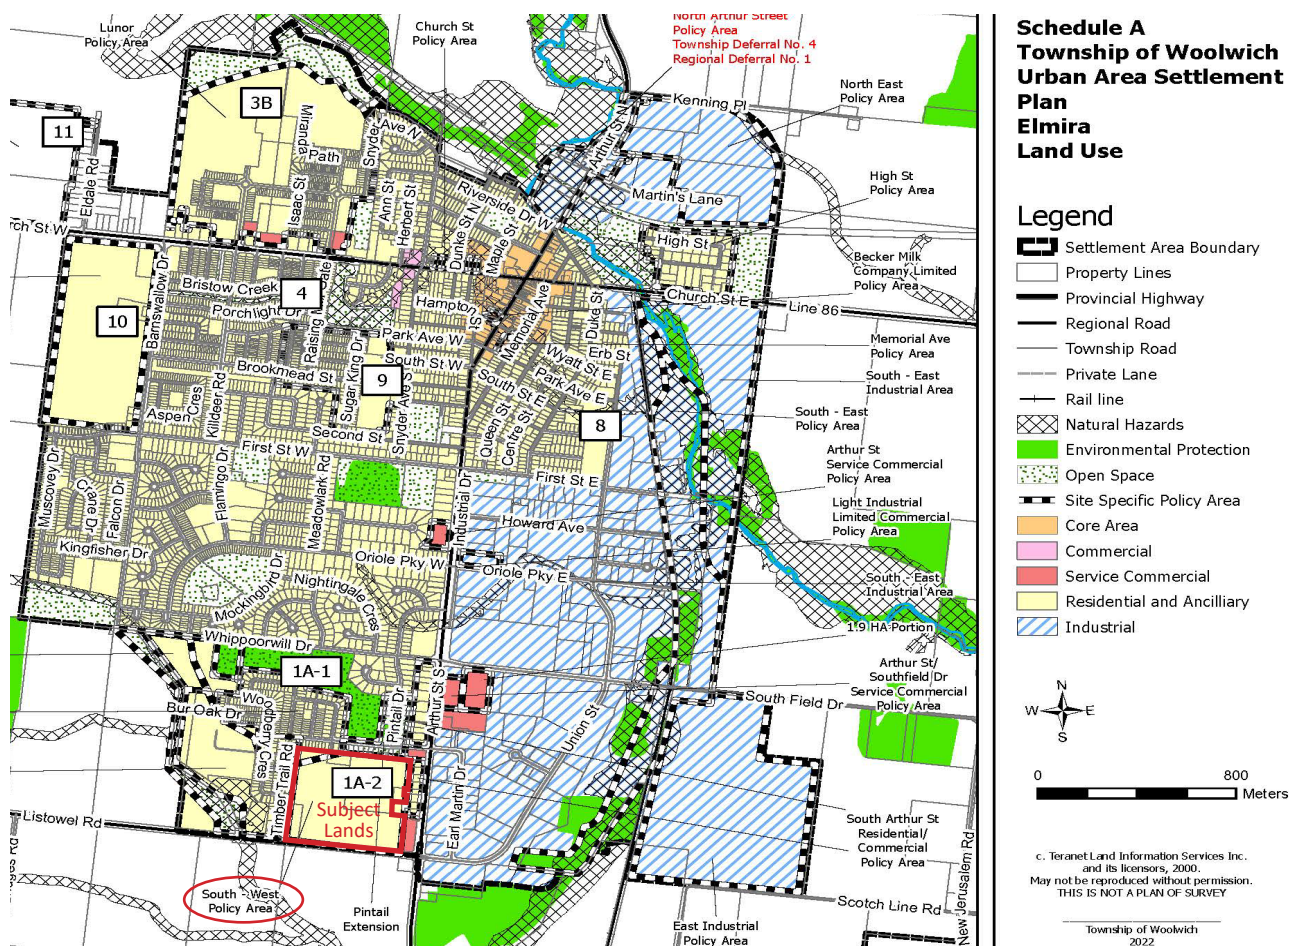 Schedule A
Township of Woolwich
Urban Area Settlement
Plan
Elmira
Land Use
Legend
Settlement Area Boundary
Property Lines
Provincial Highway
Regional Road
Township Road
Private Lane
Rail line
Natural Hazards
Environmental Protection
Open Space
Site Specific Policy Area
Core Area
Commercial
Service Commercial
Residential and Ancilliary
Industrial
N
W E
S
0 800
Meters
c. Teranet Land Information Services Inc.
and its licensors, 2000.
May not be reproduced without permission.
THIS IS NOT A PLAN OF SURVEY
Township of Woolwich
2022
Lunor
Policy Area
Church St
Policy Area
North Arthur Street
Policy Area
Township Deferral No. 4
Regional Deferral No. 1
North East
Policy Area
High St
Policy Area
Becker Milk
Company Limited
Policy Area
Memorial Ave
Policy Area
South - East
Industrial Area
South - East
Policy Area
Arthur St
Service Commercial
Policy Area
Light Industrial
Limited Commercial
Policy Area
South - East
Industrial Area
1.9 HA Portion
Arthur St/
Southfield Dr
Service Commercial
Policy Area
South Arthur St
Residential/
Commercial
Policy Area
East Industrial
Policy Area
Pintail
Extension
South - West
Policy Area
3B
11
4
10
9
8
1A-1
1A-2
Subject
Lands
Kenning Pl
Arthur St N
Martin's Lane
High St
Church St E
Line 86
Eldale Rd
rch St W
Miranda
Path
Snyder
Ave N
Isaac St
Ann St
Herbert St
Riverside Dr W
Dunke St N
Maple St
Bristow Creek
Porchlight Dr
Barnswallow Dr
Raising
Gate
Hampton
St
Memorial Ave
Duke St
Park Ave W
South St W
Erb St
Wyatt St E
Park Ave E
South St E
Brookmead St
Sugar King Dr
Snyder Ave S
Queen St
Centre St
Aspen Cres
Killdeer Rd
Second St
First St W
First St E
Muscovey Dr
Crane Dr
Falcon Dr
Flamingo Dr
Meadowlark Rd
Industrial Dr
Howard Ave
Kingfisher Dr
Oriole Pky W
Oriole Pky E
Mockingbird Dr
Nightingale Cres
Whippoorwill Dr
Bur Oak Dr
Woodberry Cres
Pintail Dr
Arthur St S
South Field Dr
Union St
Timber Trail Rd
Earl Martin Dr
Listowel Rd
Scotch Line Rd
New Jerusalem Rd